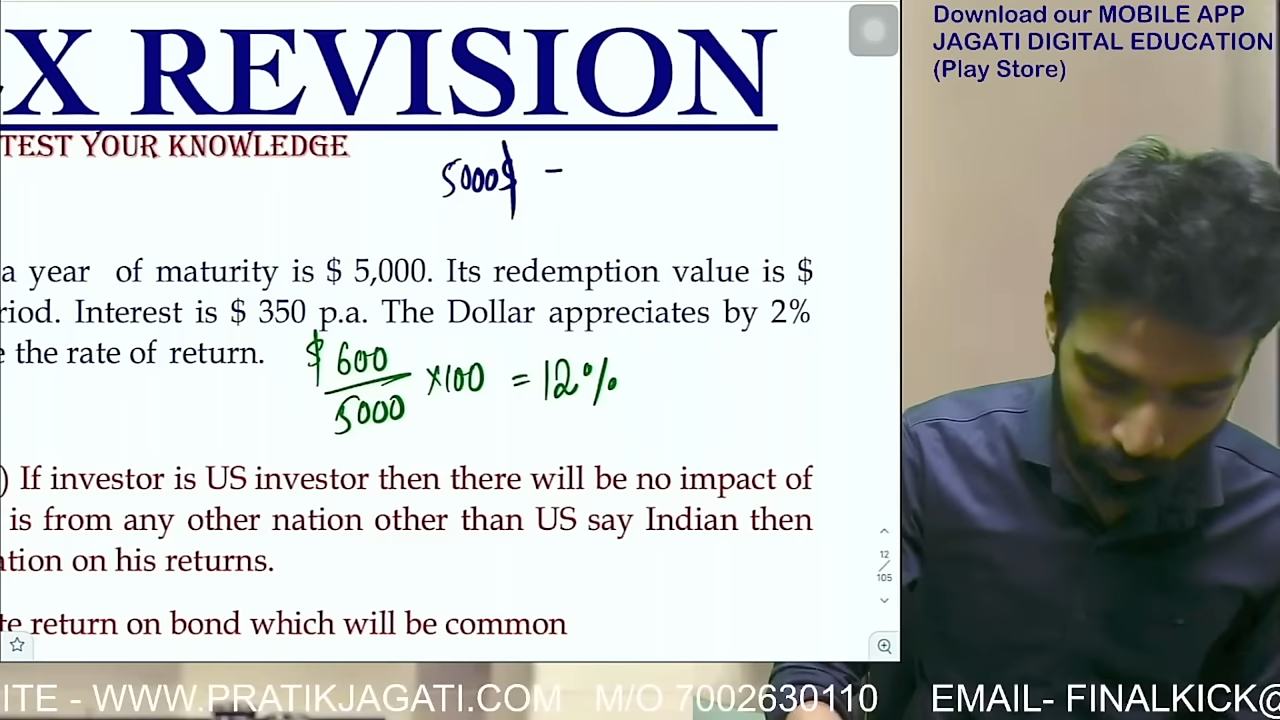 X REVISION
TEST YOUR KNOWLEDGE
5000$ -
a year of maturity is $ 5,000. Its redemption value is $
riod. Interest is $ 350 p.a. The Dollar appreciates by 2%
e the rate of return.
$ 600
5000
×100 = 12%
) If investor is US investor then there will be no impact of
is from any other nation other than US say Indian then
ation on his returns.
te return on bond which will be common
12
/
105
Download our MOBILE APP
JAGATI DIGITAL EDUCATION
(Play Store)
ITE - WWW.PRATIKJAGATI.COM M/O 7002630110 EMAIL- FINALKICK@